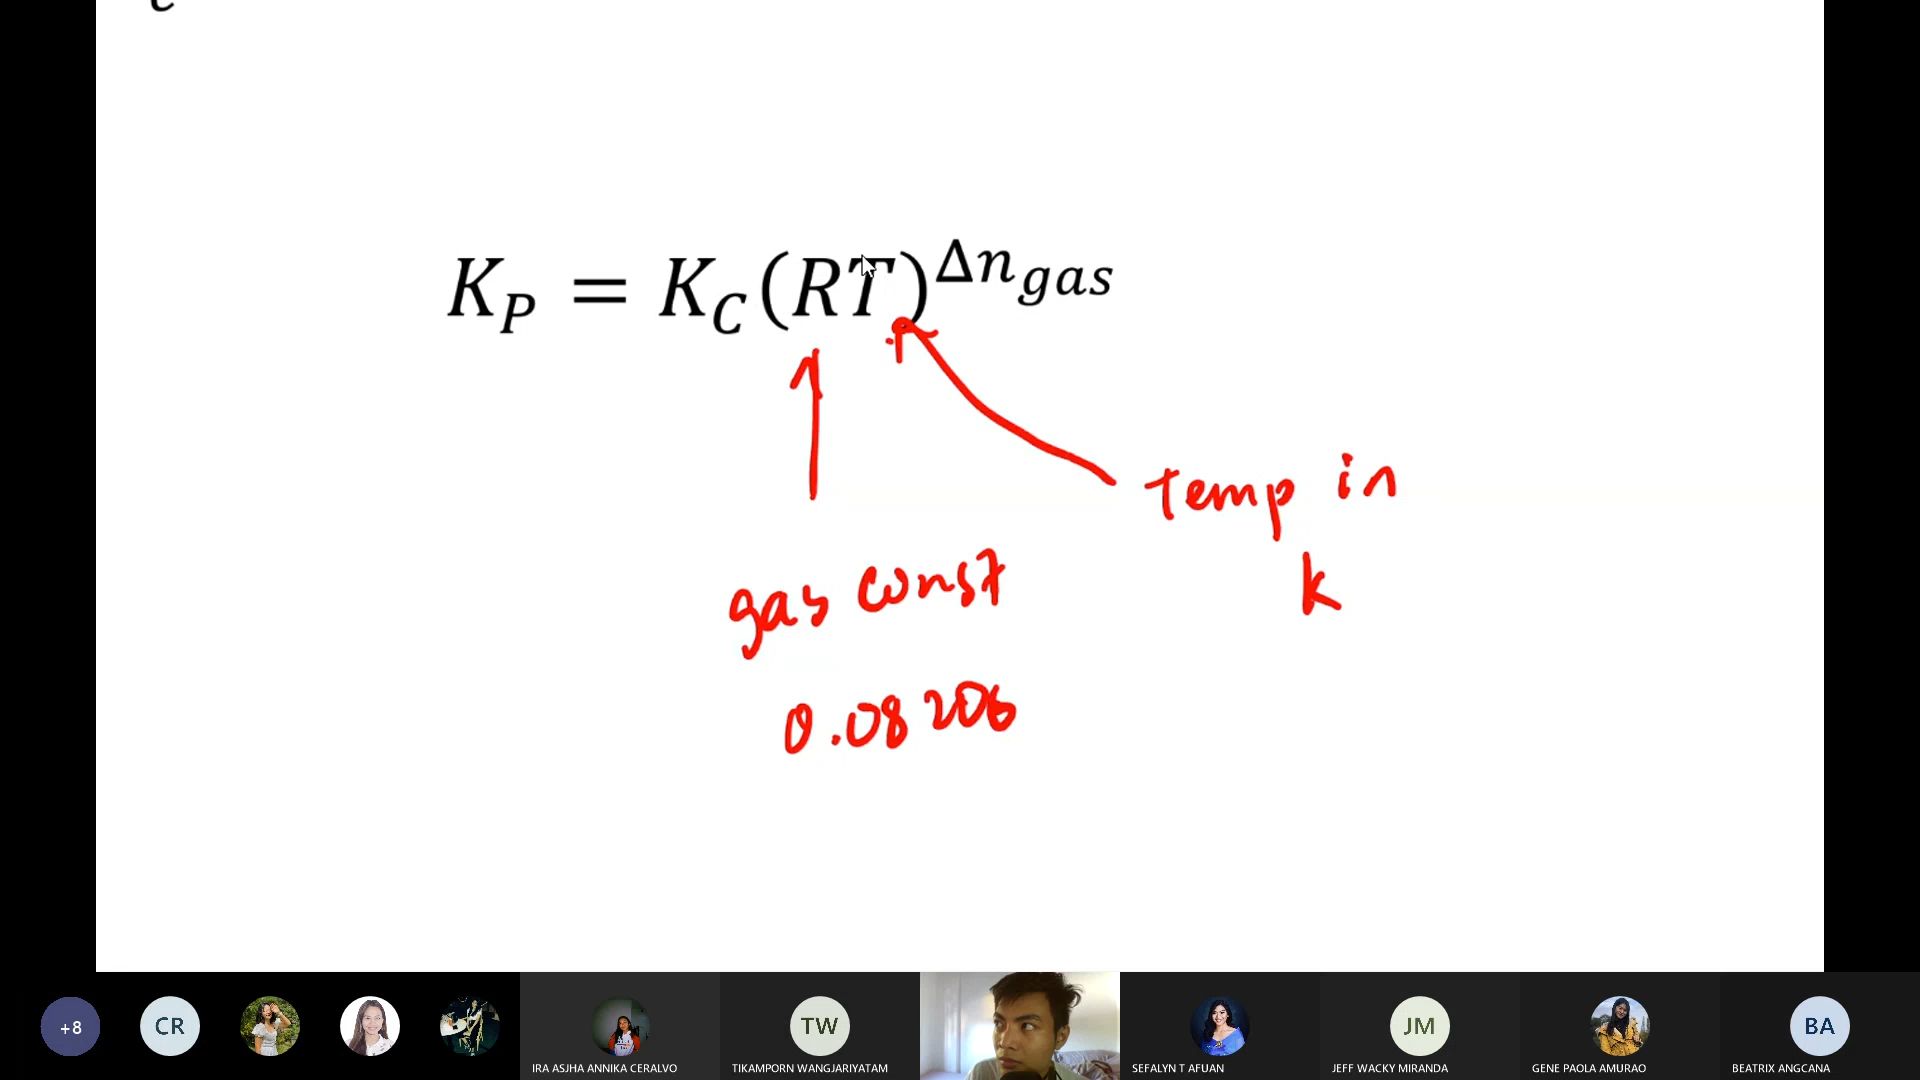 K_P = K_C(RT)^Δn_gas
temp in
k
gas const
0.08206
+8
CR
TW
JM
BA
IRA ASJHA ANNIKA CERALVO
TIKAMPORN WANGJARIYATAM
SEFALYN T AFUAN
JEFF WACKY MIRANDA
GENE PAOLA AMURAO
BEATRIX ANGCANA